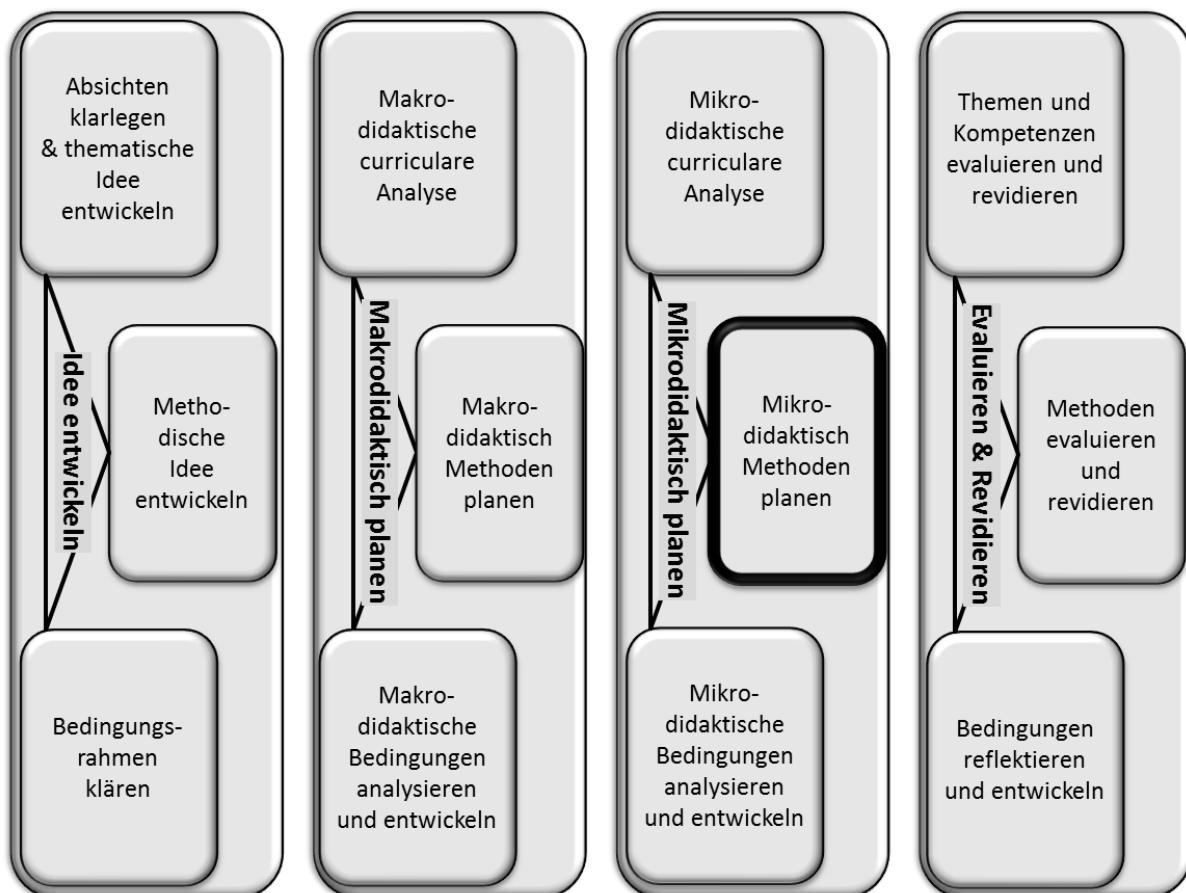 Absichten
klarlegen
& thematische
Idee
entwickeln
Idee entwickeln
Metho-
dische
Idee
entwickeln
Bedingungs-
rahmen
klären
Makro-
didaktische
curriculare
Analyse
Makrodidaktisch planen
Makro-
didaktisch
Methoden
planen
Makro-
didaktische
Bedingungen
analysieren
und entwickeln
Mikro-
didaktische
curriculare
Analyse
Mikrodidaktisch planen
Mikro-
didaktisch
Methoden
planen
Mikro-
didaktische
Bedingungen
analysieren
und entwickeln
Themen und
Kompetenzen
evaluieren und
revidieren
Evaluieren & Revidieren
Methoden
evaluieren
und
revidieren
Bedingungen
reflektieren
und entwickeln